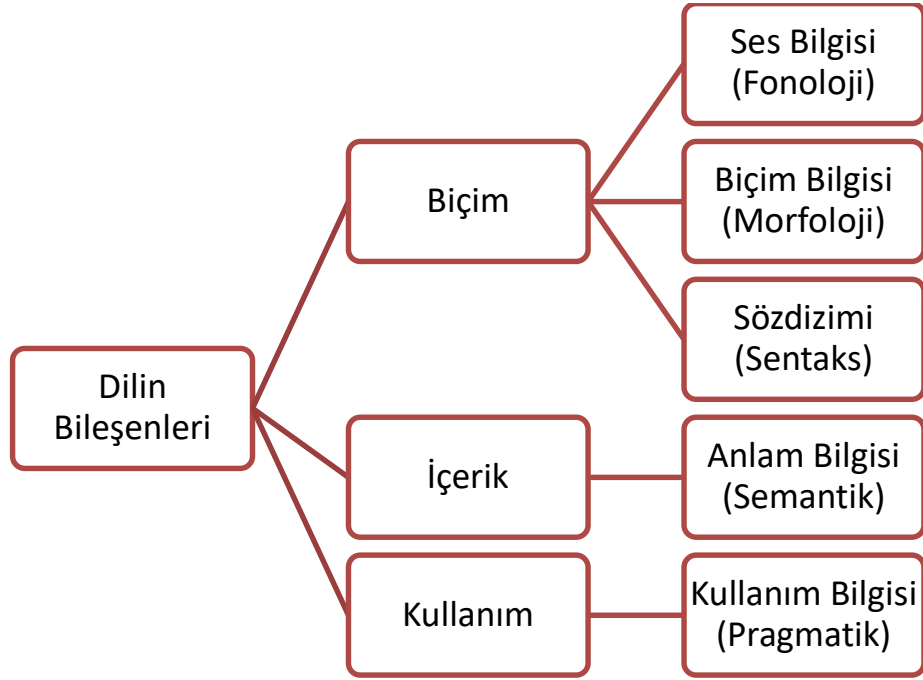 Dilin
Bileşenleri
Biçim
Ses Bilgisi
(Fonoloji)
Biçim Bilgisi
(Morfoloji)
Sözdizimi
(Sentaks)
İçerik
Anlam Bilgisi
(Semantik)
Kullanım
Kullanım Bilgisi
(Pragmatik)